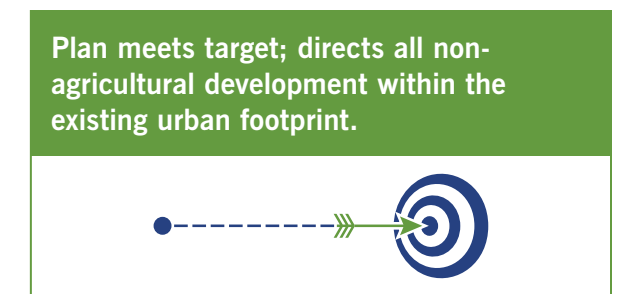 Plan meets target; directs all non-
agricultural development within the
existing urban footprint.